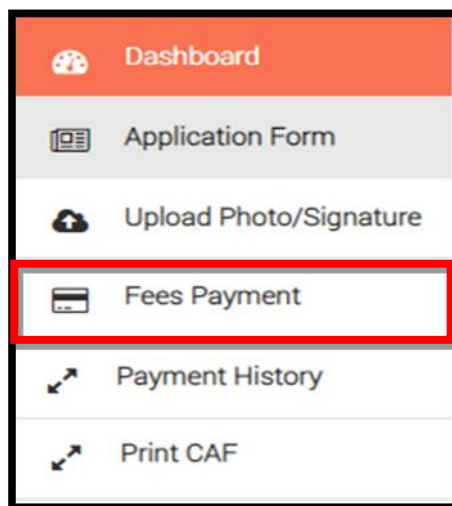 Dashboard
Application Form
Upload Photo/Signature
Fees Payment
Payment History
Print CAF